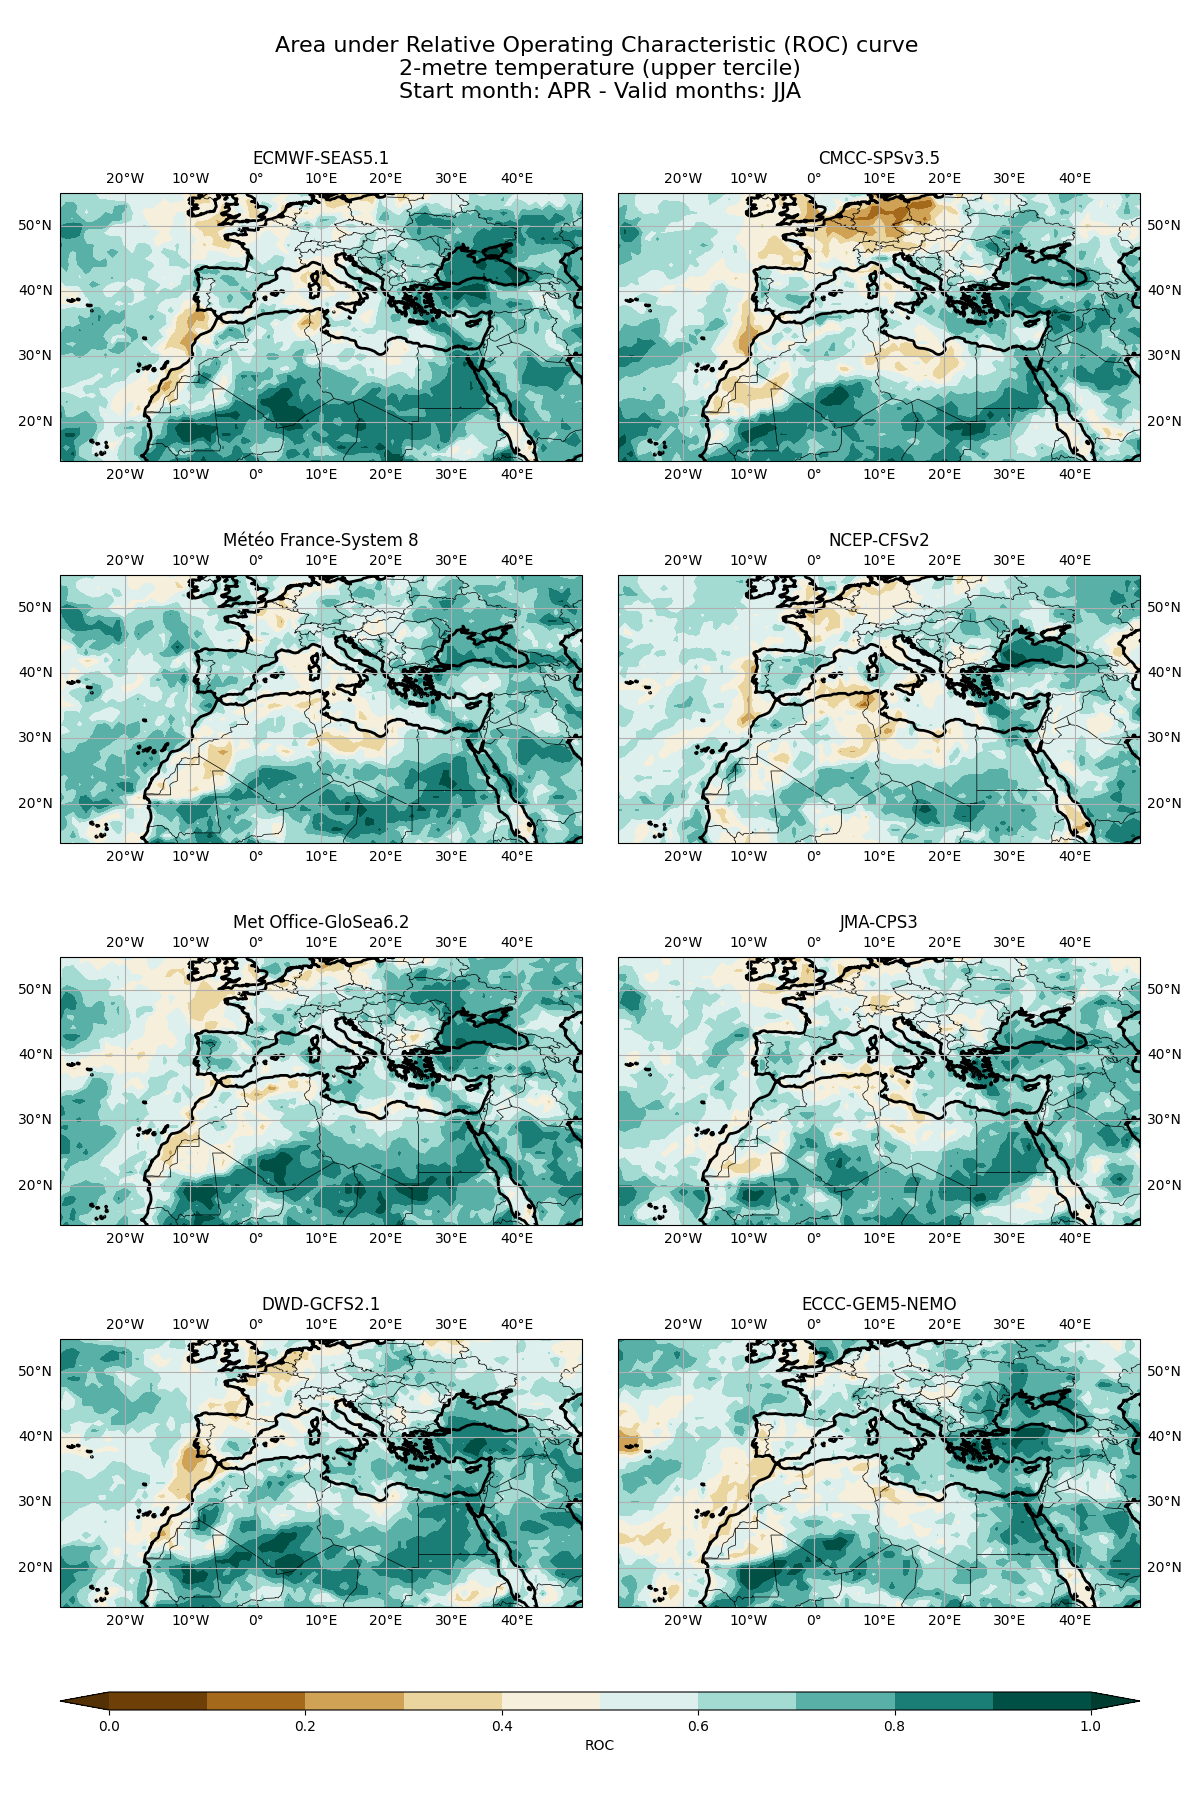 Area under Relative Operating Characteristic (ROC) curve
2-metre temperature (upper tercile)
Start month: APR - Valid months: JJA
ECMWF-SEAS5.1
20°W 10°W 0° 10°E 20°E 30°E 40°E
50°N
40°N
30°N
20°N
20°W 10°W 0° 10°E 20°E 30°E 40°E
CMCC-SPSv3.5
20°W 10°W 0° 10°E 20°E 30°E 40°E
50°N
40°N
30°N
20°N
20°W 10°W 0° 10°E 20°E 30°E 40°E
Météo France-System 8
20°W 10°W 0° 10°E 20°E 30°E 40°E
50°N
40°N
30°N
20°N
20°W 10°W 0° 10°E 20°E 30°E 40°E
NCEP-CFSv2
20°W 10°W 0° 10°E 20°E 30°E 40°E
50°N
40°N
30°N
20°N
20°W 10°W 0° 10°E 20°E 30°E 40°E
Met Office-GloSea6.2
20°W 10°W 0° 10°E 20°E 30°E 40°E
50°N
40°N
30°N
20°N
20°W 10°W 0° 10°E 20°E 30°E 40°E
JMA-CPS3
20°W 10°W 0° 10°E 20°E 30°E 40°E
50°N
40°N
30°N
20°N
20°W 10°W 0° 10°E 20°E 30°E 40°E
DWD-GCFS2.1
20°W 10°W 0° 10°E 20°E 30°E 40°E
50°N
40°N
30°N
20°N
20°W 10°W 0° 10°E 20°E 30°E 40°E
ECCC-GEM5-NEMO
20°W 10°W 0° 10°E 20°E 30°E 40°E
50°N
40°N
30°N
20°N
20°W 10°W 0° 10°E 20°E 30°E 40°E
0.0 0.2 0.4 0.6 0.8 1.0
ROC